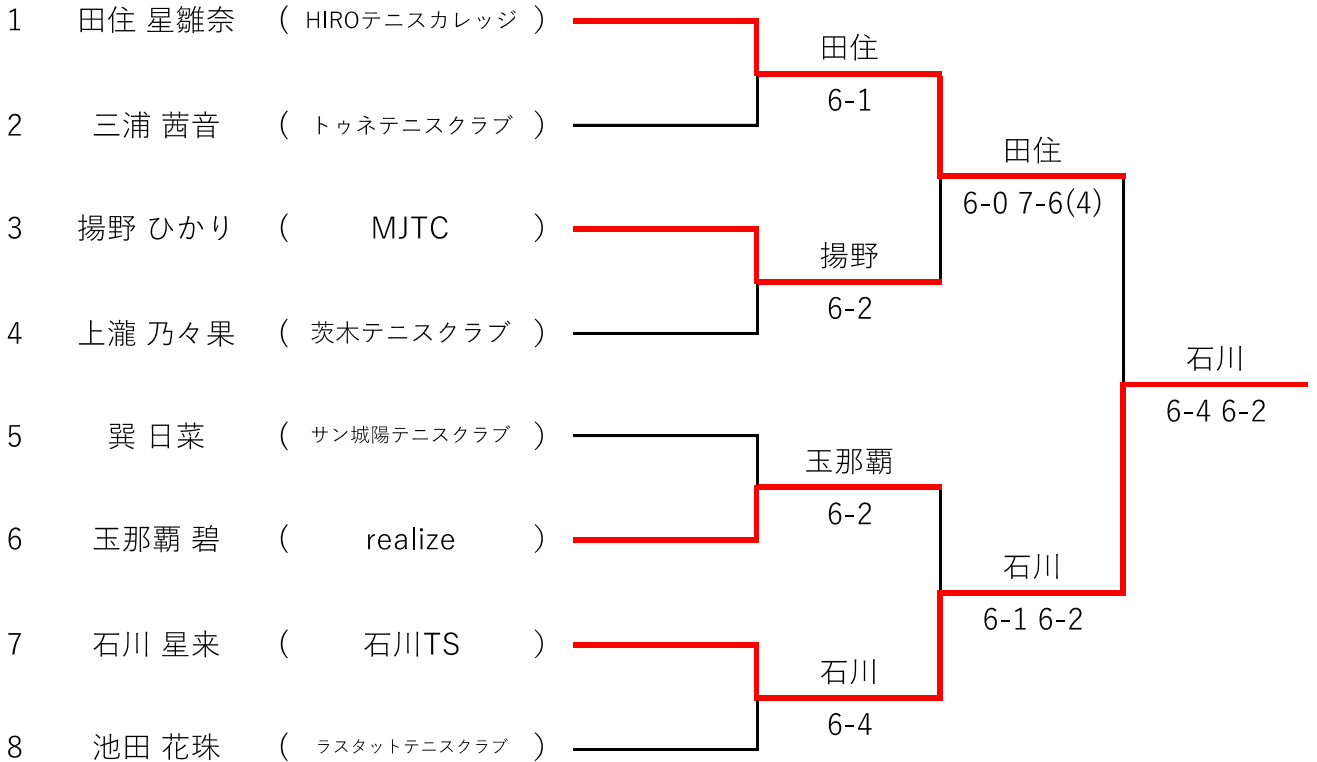 1 田住 星雛奈 ( HIROテニスカレッジ )
田住
6-1
2 三浦 茜音 ( トゥネテニスクラブ )
田住
6-0 7-6(4)
3 揚野 ひかり ( MJTC )
揚野
6-2
4 上瀧 乃々果 ( 茨木テニスクラブ )
石川
6-4 6-2
5 巽 日菜 ( サン城陽テニスクラブ )
玉那覇
6-2
6 玉那覇 碧 ( realize )
石川
6-1 6-2
7 石川 星来 ( 石川TS )
石川
6-4
8 池田 花珠 ( ラスタットテニスクラブ )